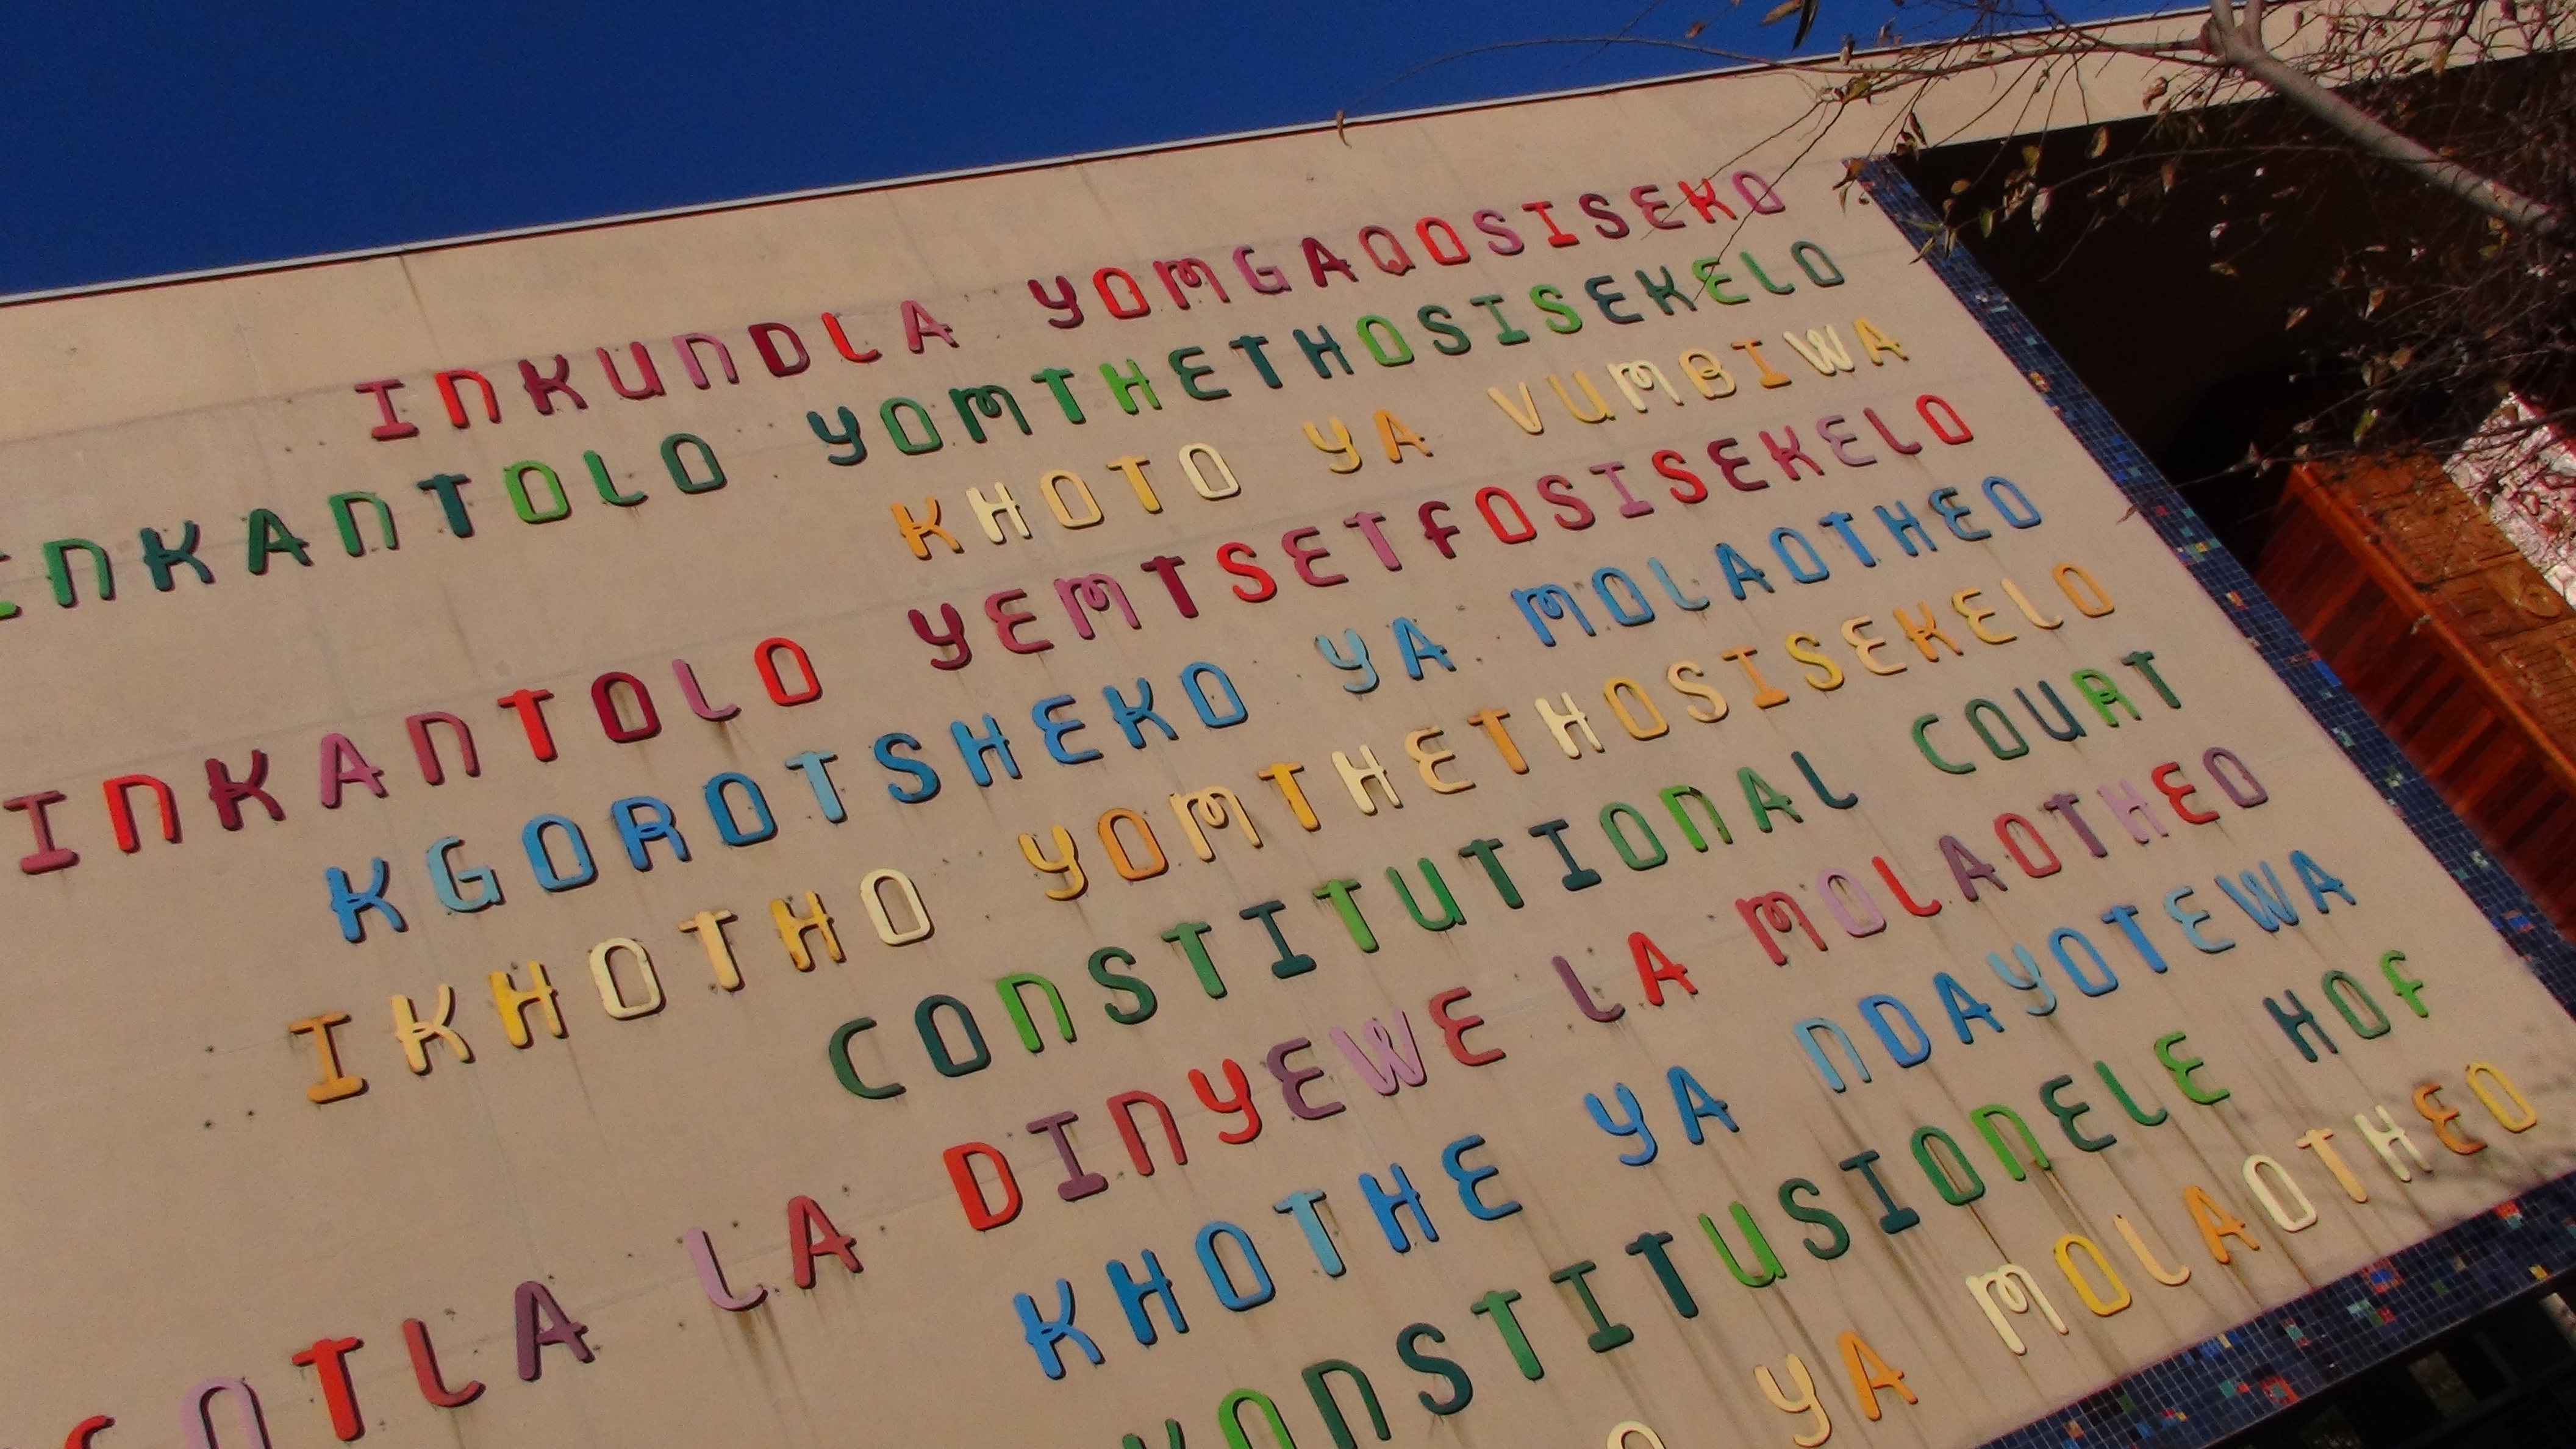 INKUNDLA YOMGAQOSISEKO
INKANTOLO YOMTHETHOSISEKELO
KHOTO YA VUMBIWA
INKANTOLO YEMTSETFOSISEKELO
KGOROTSHEKO YA MOLAOTHEO
IKHOTHO YOMTHETHOSISEKELO
CONSTITUTIONAL COURT
LA DINYEWE LA MOLAOTHEO
KHOTHE YA NDAYOTEWA
KONSTITUSIONELE HOF
YA MOLAOTHEO